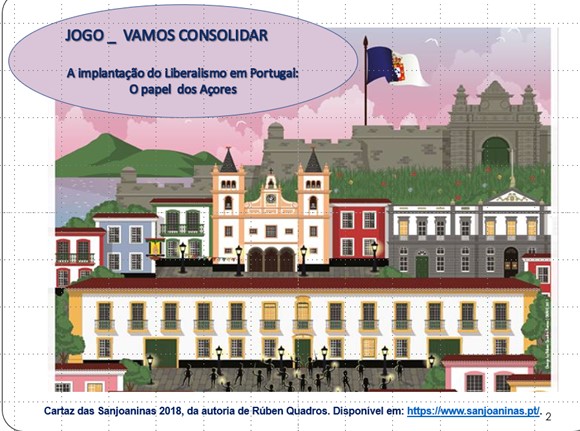 JOGO _ VAMOS CONSOLIDAR
A implantação do Liberalismo em Portugal:
O papel dos Açores
Cartaz das Sanjoaninas 2018, da autoria de Rúben Quadros. Disponível em: https://www.sanjoaninas.pt/.
2